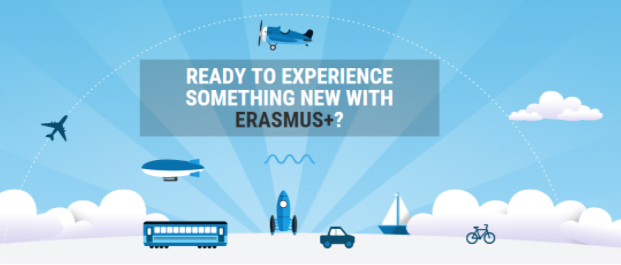 READY TO EXPERIENCE
SOMETHING NEW WITH
ERASMUS+?